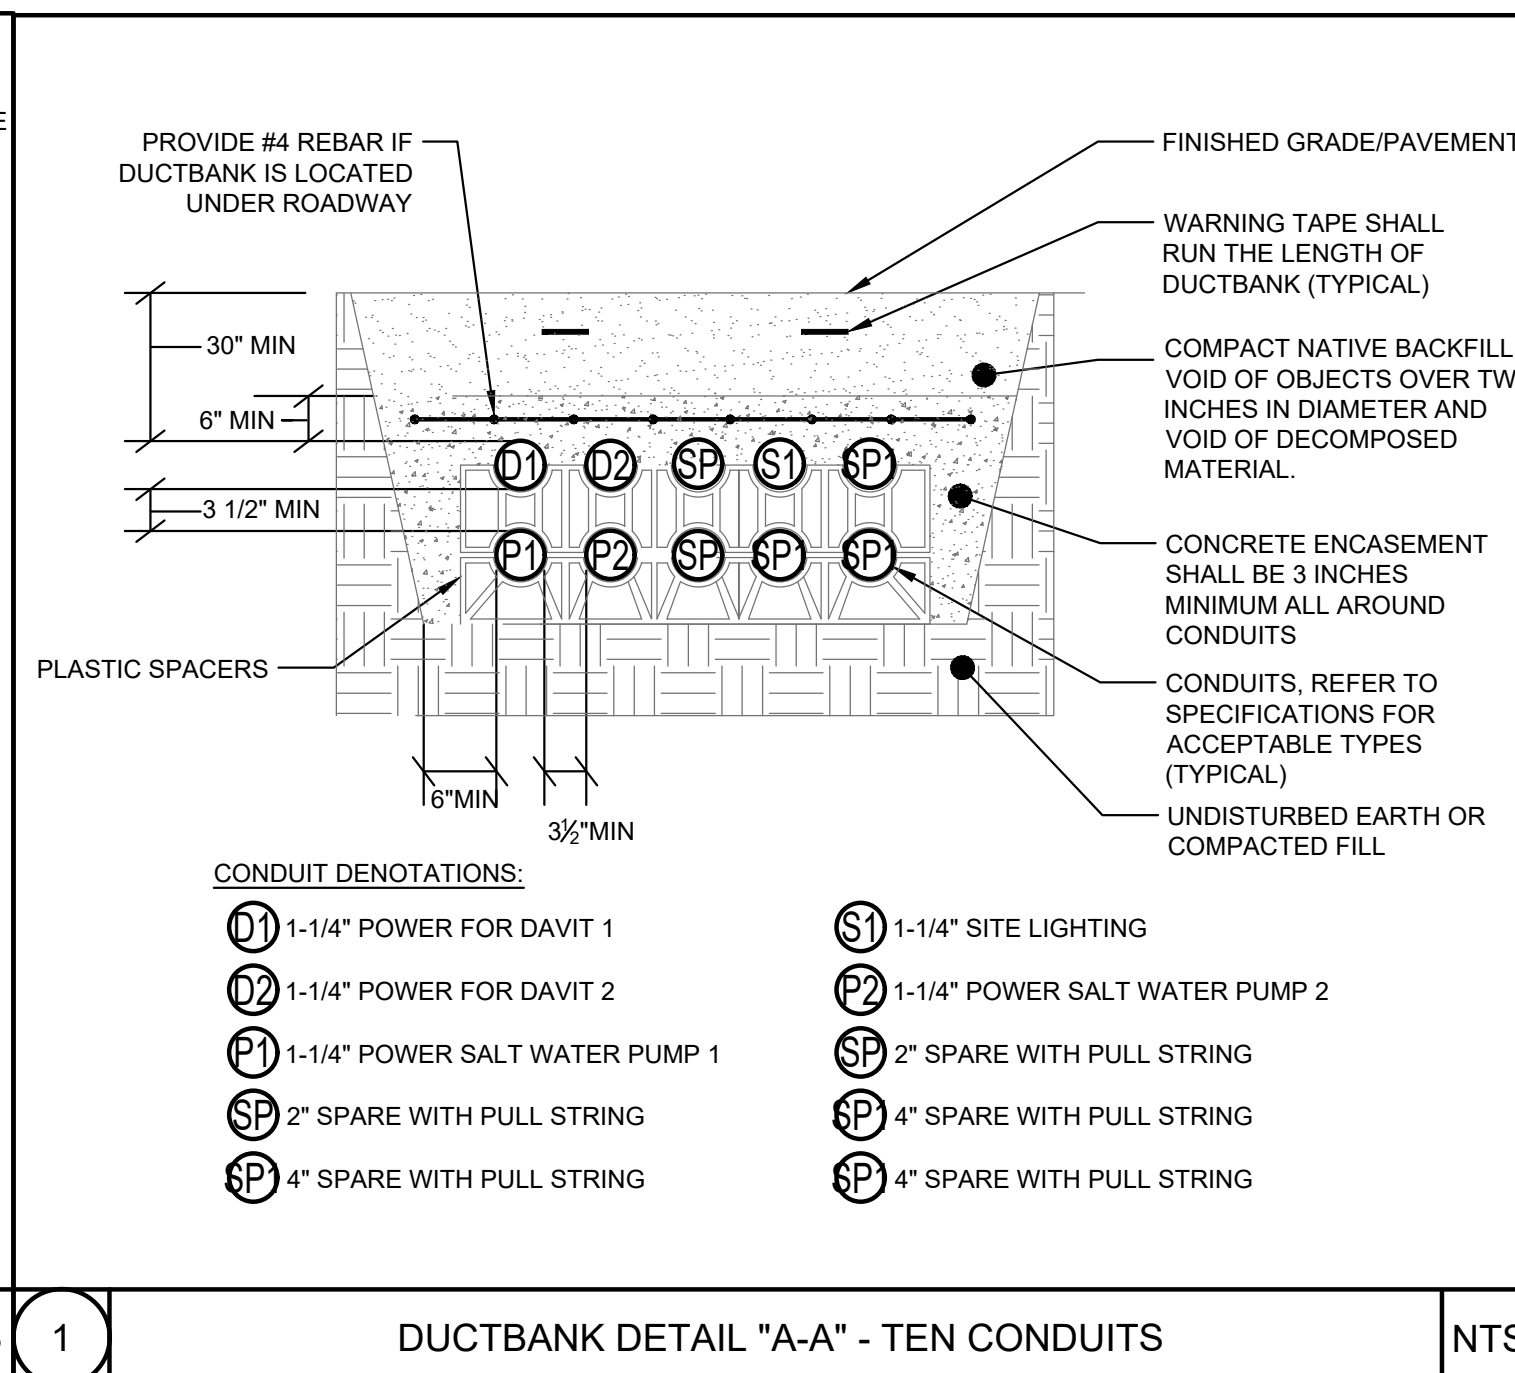 PROVIDE #4 REBAR IF
DUCTBANK IS LOCATED
UNDER ROADWAY
FINISHED GRADE/PAVEMENT
WARNING TAPE SHALL
RUN THE LENGTH OF
DUCTBANK (TYPICAL)
30" MIN
COMPACT NATIVE BACKFILL
VOID OF OBJECTS OVER TW
INCHES IN DIAMETER AND
VOID OF DECOMPOSED
MATERIAL.
6" MIN
D1 D2 SP S1 SP1
3 1/2" MIN
P1 P2 SP SP1 SP1
CONCRETE ENCASEMENT
SHALL BE 3 INCHES
MINIMUM ALL AROUND
CONDUITS
PLASTIC SPACERS
CONDUITS, REFER TO
SPECIFICATIONS FOR
ACCEPTABLE TYPES
(TYPICAL)
6"MIN
3½"MIN
UNDISTURBED EARTH OR
COMPACTED FILL
CONDUIT DENOTATIONS:
D1 1-1/4" POWER FOR DAVIT 1
D2 1-1/4" POWER FOR DAVIT 2
P1 1-1/4" POWER SALT WATER PUMP 1
SP 2" SPARE WITH PULL STRING
SP1 4" SPARE WITH PULL STRING
S1 1-1/4" SITE LIGHTING
P2 1-1/4" POWER SALT WATER PUMP 2
SP 2" SPARE WITH PULL STRING
SP1 4" SPARE WITH PULL STRING
SP1 4" SPARE WITH PULL STRING
1
DUCTBANK DETAIL "A-A" - TEN CONDUITS
NTS